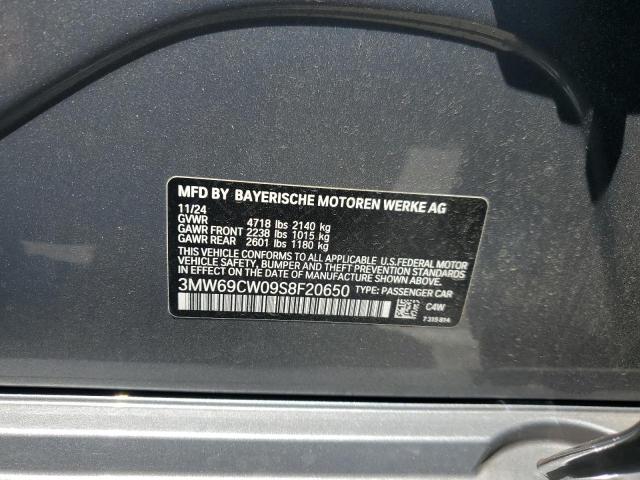 MFD BY BAYERISCHE MOTOREN WERKE AG
11/24
GVWR 4718 lbs 2140 kg
GAWR FRONT 2238 lbs 1015 kg
GAWR REAR 2601 lbs 1180 kg
THIS VEHICLE CONFORMS TO ALL APPLICABLE U.S.FEDERAL MOTOR
VEHICLE SAFETY, BUMPER, AND THEFT PREVENTION STANDARDS
IN EFFECT ON THE DATE OF MANUFACTURE SHOWN ABOVE.
3MW69CW09S8F20650 TYPE: PASSENGER CAR
C4W
7315814